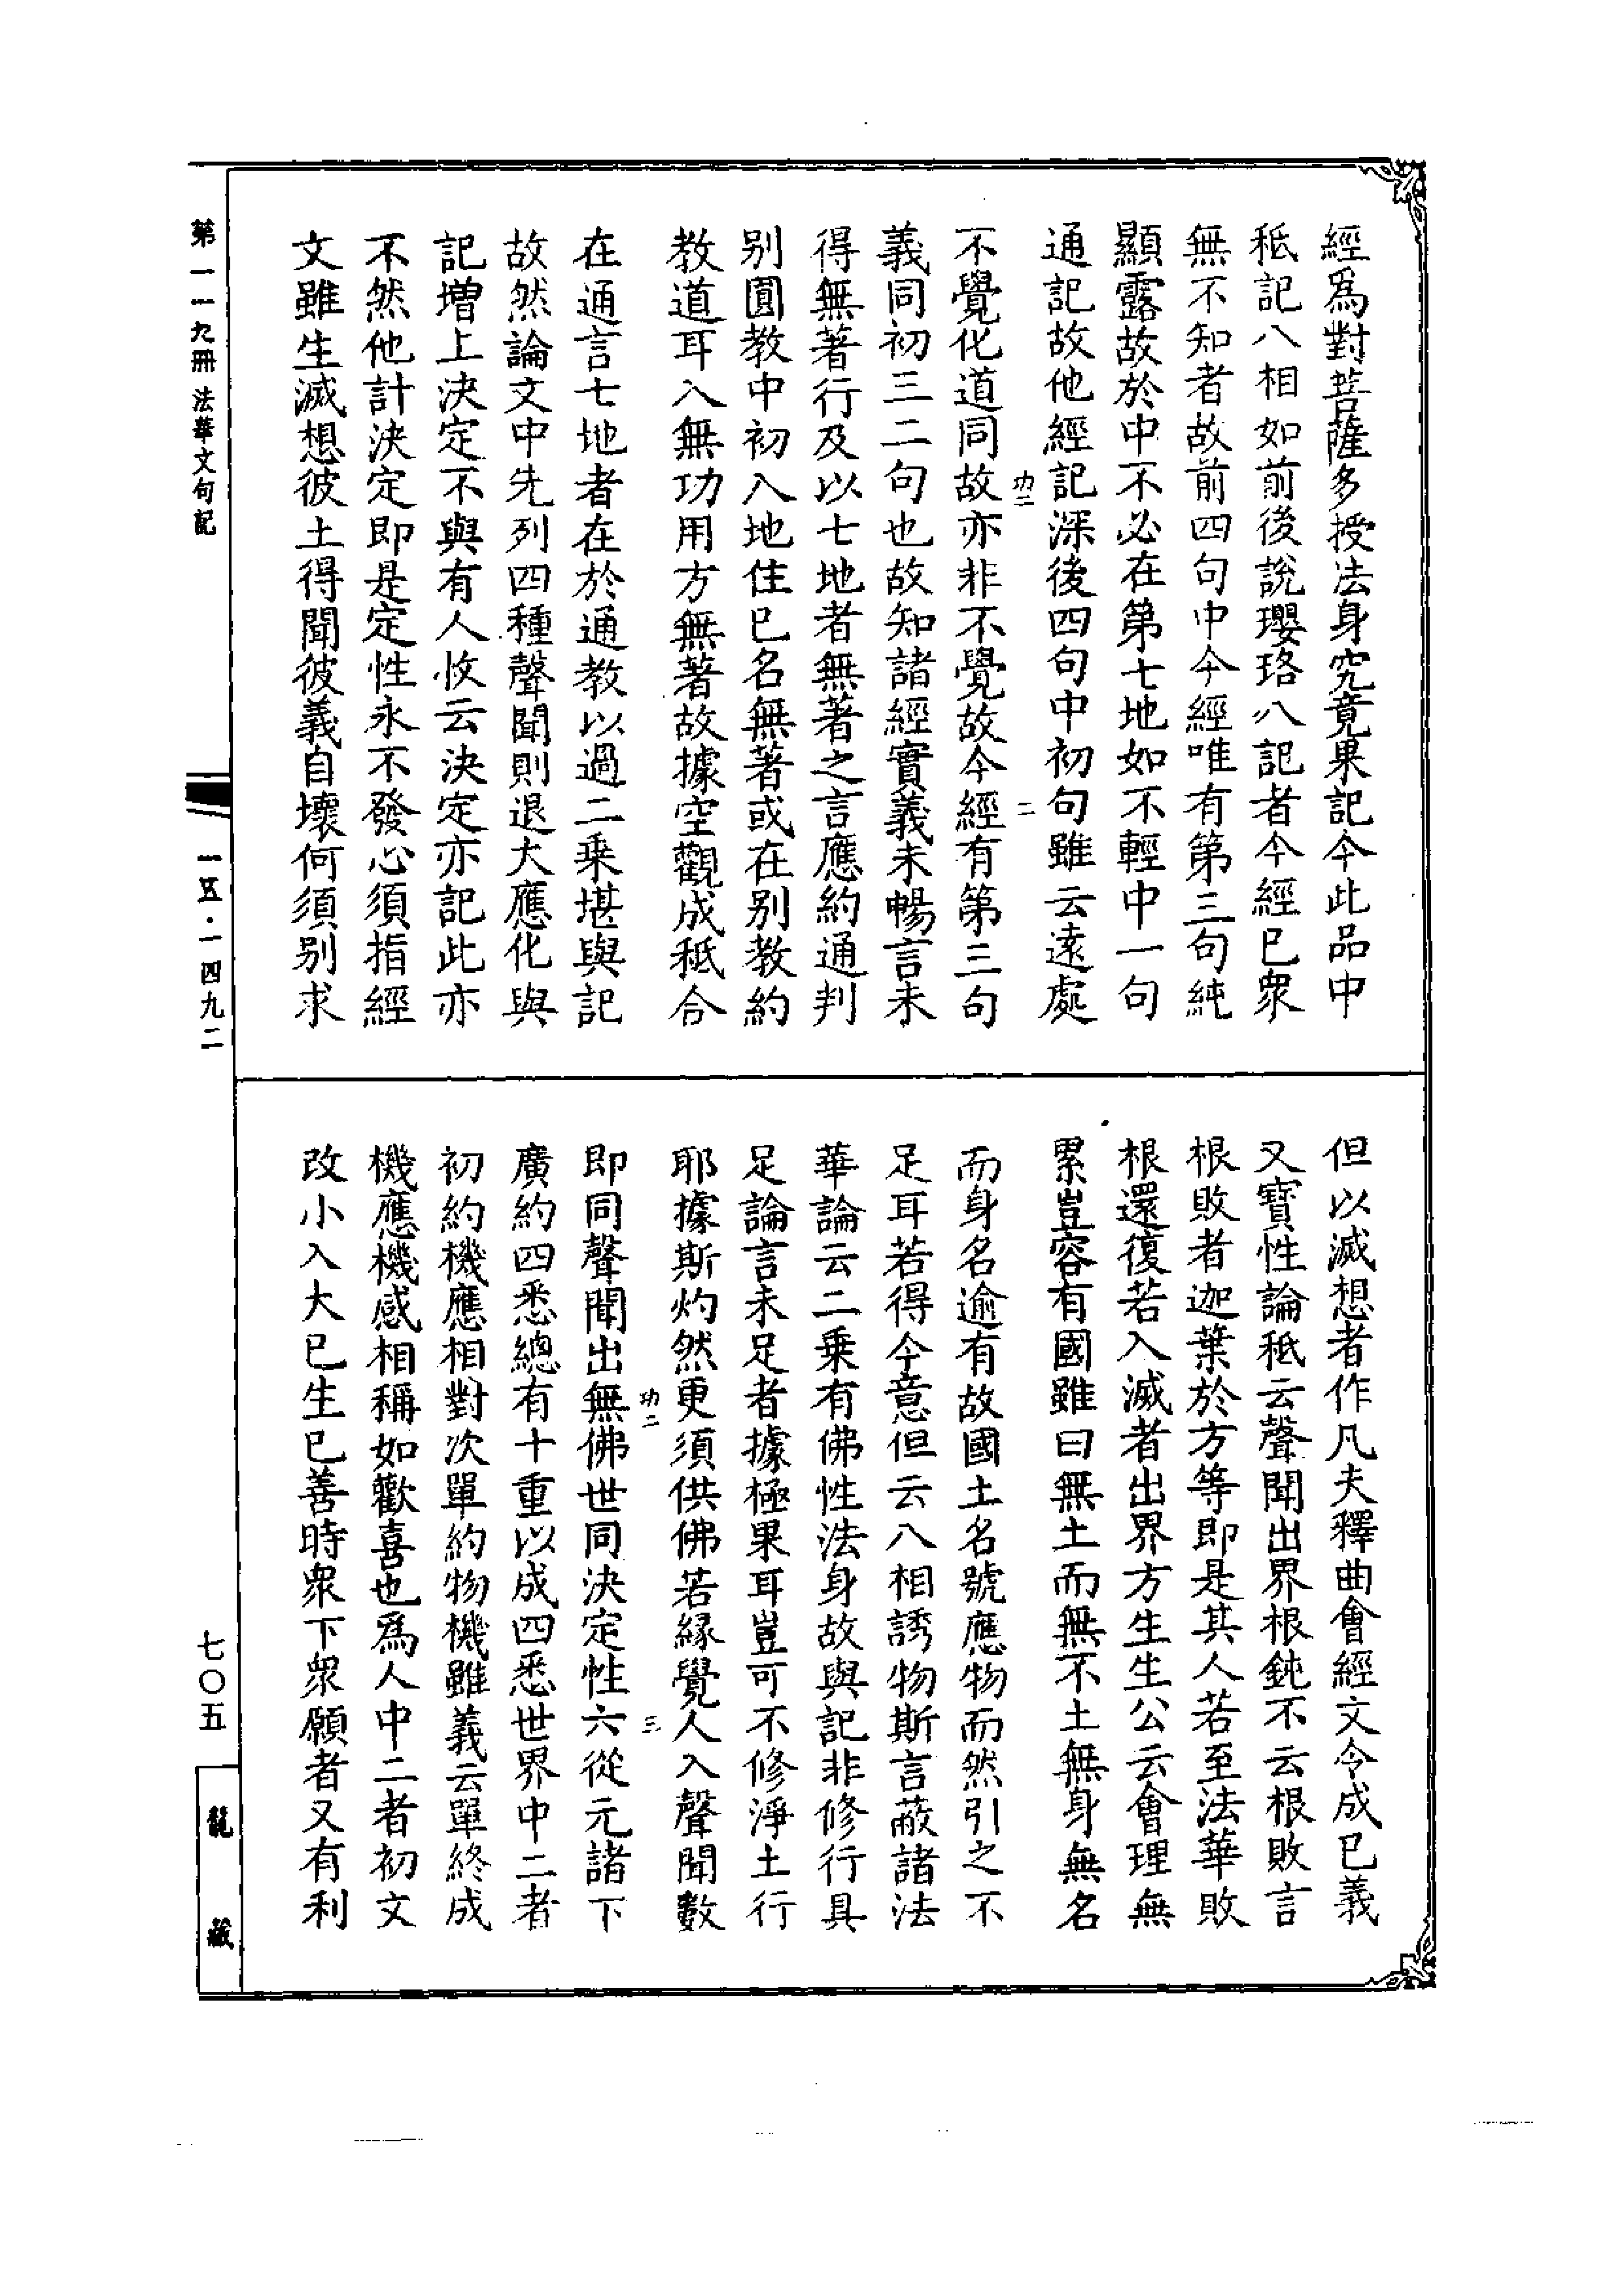 經爲對菩薩多授法身究竟果記今此品中
秪記八相如前後說瓔珞八記者今經已衆
無不知者故前四句中今經唯有第三句純
顯露故於中不必在第七地如不輕中一句
通記故他經記深後四句中初句雖云遠處
功二 二
不覺化道同故亦非不覺故今經有第三句
義同初三二句也故知諸經實義未暢言未
得無著行及以七地者無著之言應約通判
别圓教中初入地住已名無著或在别教約
教道耳入無功用方無著故據空觀成秪合
在通言七地者在於通教以過二乗堪與記
故然論文中先列四種聲聞則退大應化與
記增上決定不與有人攸云決定亦記此亦
不然他計決定即是定性永不發心須指經
文雖生滅想彼土得聞彼義自壞何須别求
但以滅想者作凡夫釋曲會經文令成已義
又寳性論秪云聲聞出界根鈍不云根敗言
根敗者迦葉於方等即是其人若至法華敗
根還復若入滅者出界方生生公云會理無
累豈容有國雖曰無土而無不土無身無名
而身名逾有故國土名號應物而然引之不
足耳若得今意但云八相誘物斯言蔽諸法
華論云二乗有佛性法身故與記非修行具
足論言未足者據極果耳豈可不修淨土行
耶據斯灼然更須供佛若緣覺人入聲聞數
功二 三
即同聲聞出無佛世同決定性六從元諸下
廣約四悉總有十重以成四悉世界中二者
初約機應相對次單約物機雖義云單終成
機應機感相稱如歡喜也爲人中二者初文
改小入大已生已善時衆下衆願者又有利
第一一九冊 法華文句記
一五·一四九二
七〇五
龍藏